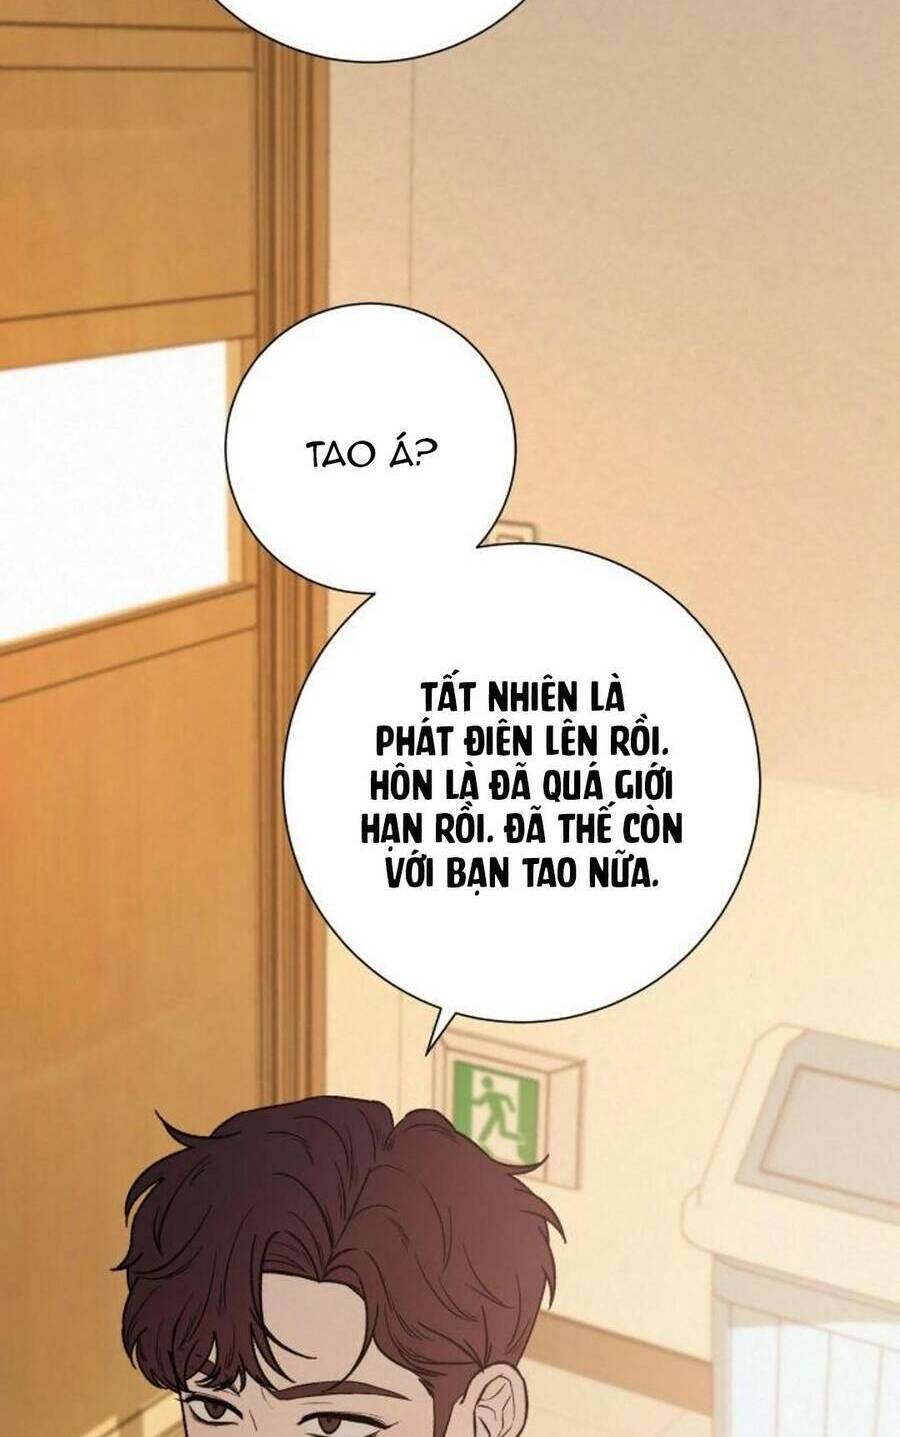 TAO Á?
TẤT NHIÊN LÀ
PHÁT ĐIÊN LÊN RỒI.
HÔN LÀ ĐÃ QUÁ GIỚI
HẠN RỒI. ĐÃ THẾ CÒN
VỚI BẠN TAO NỮA.